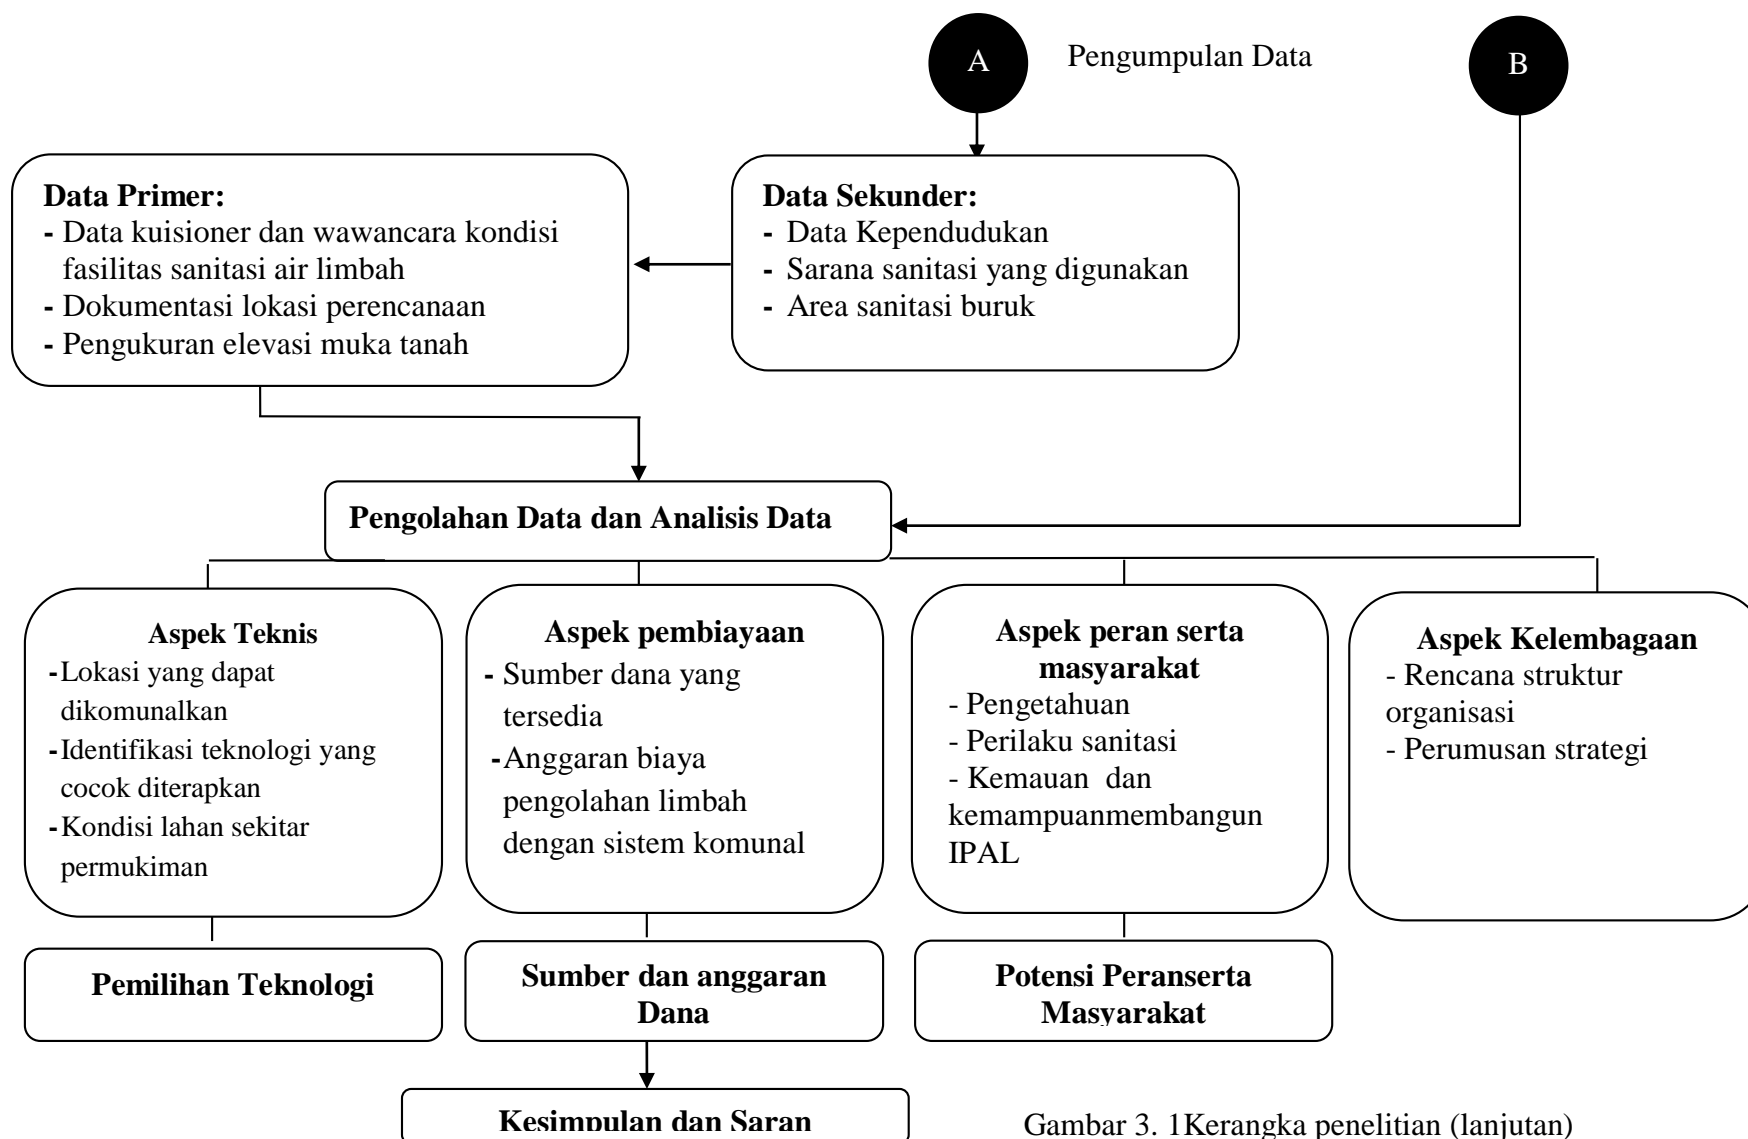 A
Pengumpulan Data
B
Data Primer:
- Data kuisioner dan wawancara kondisi
fasilitas sanitasi air limbah
- Dokumentasi lokasi perencanaan
- Pengukuran elevasi muka tanah
Data Sekunder:
- Data Kependudukan
- Sarana sanitasi yang digunakan
- Area sanitasi buruk
Pengolahan Data dan Analisis Data
Aspek Teknis
-Lokasi yang dapat
dikomunalkan
-Identifikasi teknologi yang
cocok diterapkan
-Kondisi lahan sekitar
permukiman
Aspek pembiayaan
- Sumber dana yang
tersedia
-Anggaran biaya
pengolahan limbah
dengan sistem komunal
Aspek peran serta
masyarakat
- Pengetahuan
- Perilaku sanitasi
- Kemauan  dan
kemampuanmembangun
IPAL
Aspek Kelembagaan
- Rencana struktur
organisasi
- Perumusan strategi
Pemilihan Teknologi
Sumber dan anggaran
Dana
Potensi Peranserta
Masyarakat
Kesimpulan dan Saran
Gambar 3. 1Kerangka penelitian (lanjutan)